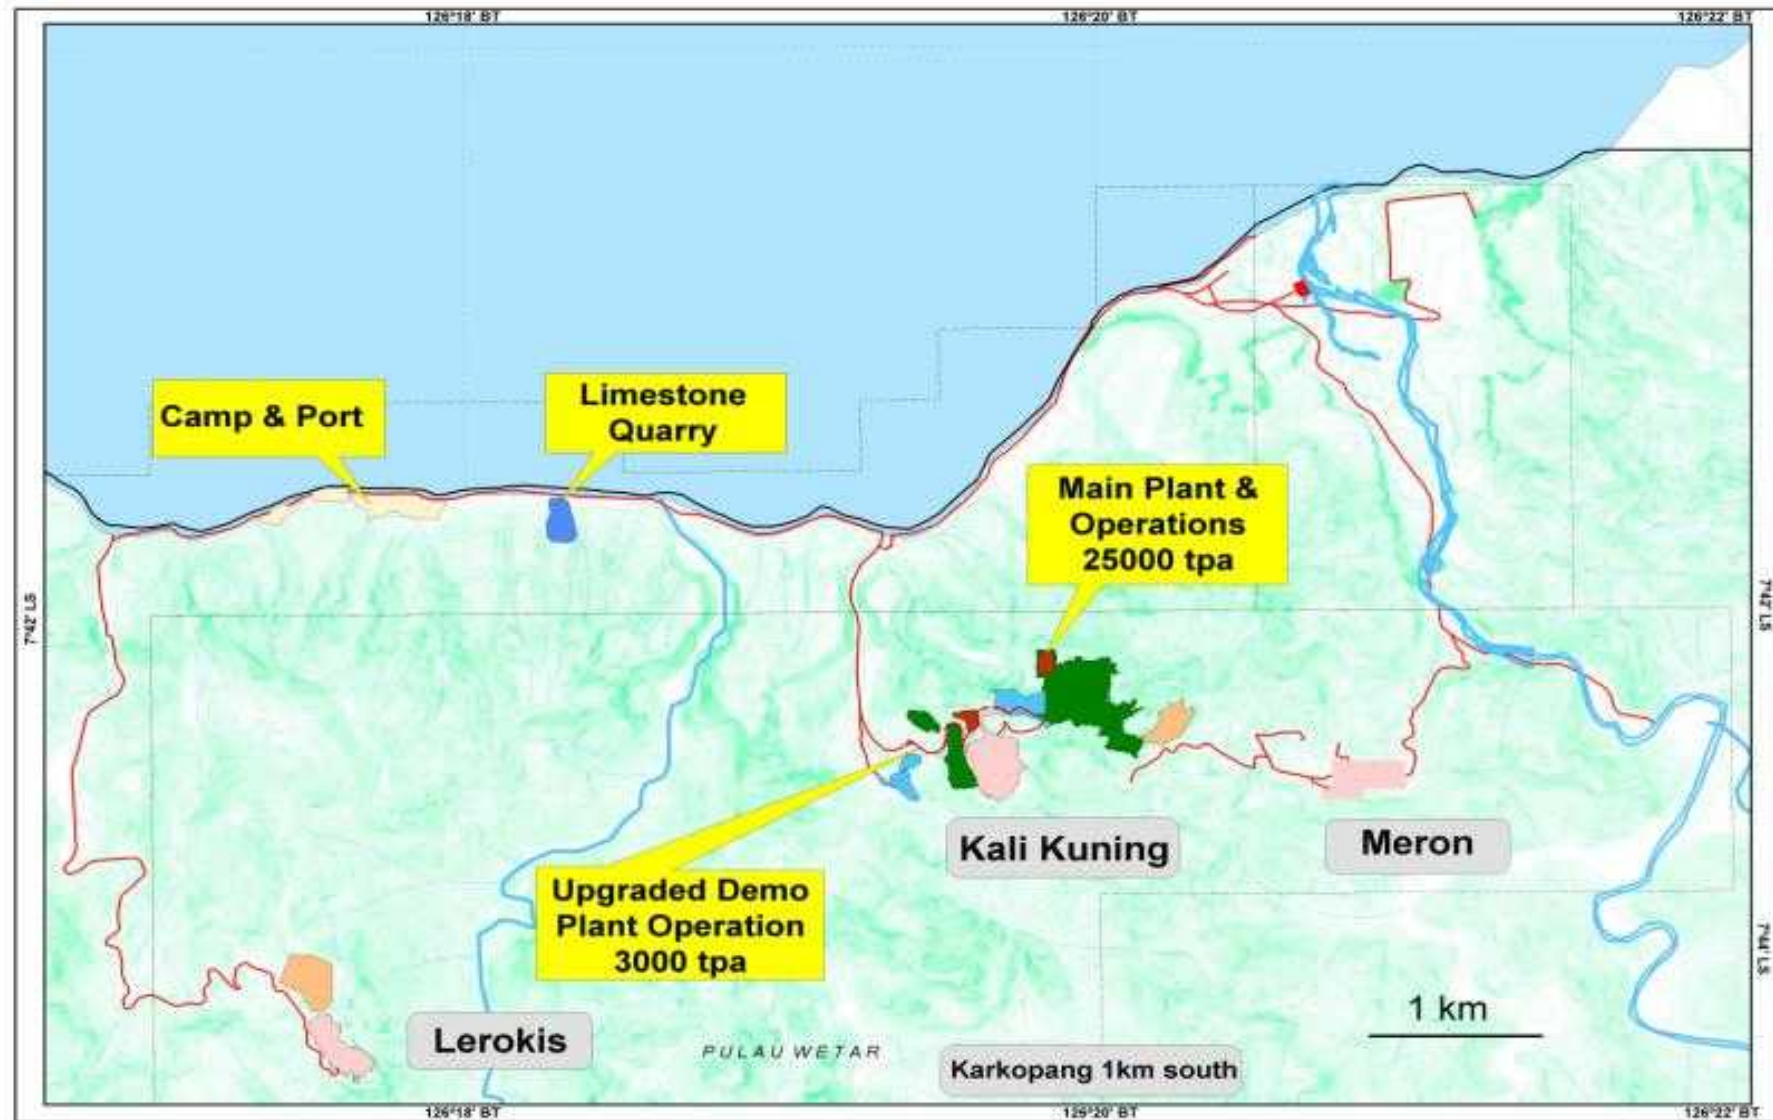 126°18' BT
126°20' BT
126°22' BT
Camp & Port
Limestone
Quarry
Main Plant &
Operations
25000 tpa
7°42' LS
7°42' LS
Kali Kuning
Meron
Upgraded Demo
Plant Operation
3000 tpa
7°44' LS
1 km
Lerokis
PULAU WETAR
Karkopang 1km south
126°18' BT
126°20' BT
126°22' BT